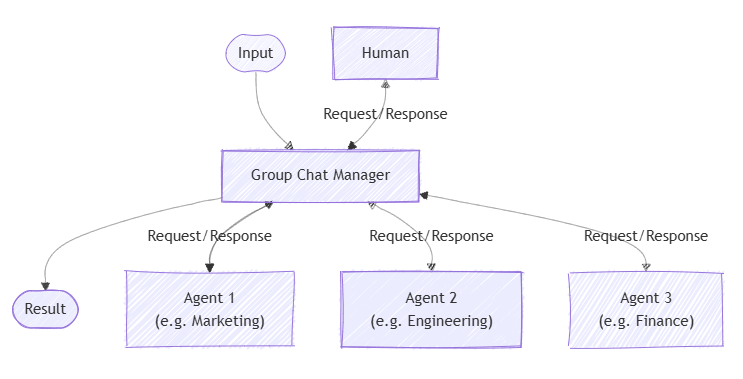 Input
Human
Request/Response
Group Chat Manager
Request/Response
Request/Response
Request/Response
Result
Agent 1
(e.g. Marketing)
Agent 2
(e.g. Engineering)
Agent 3
(e.g. Finance)